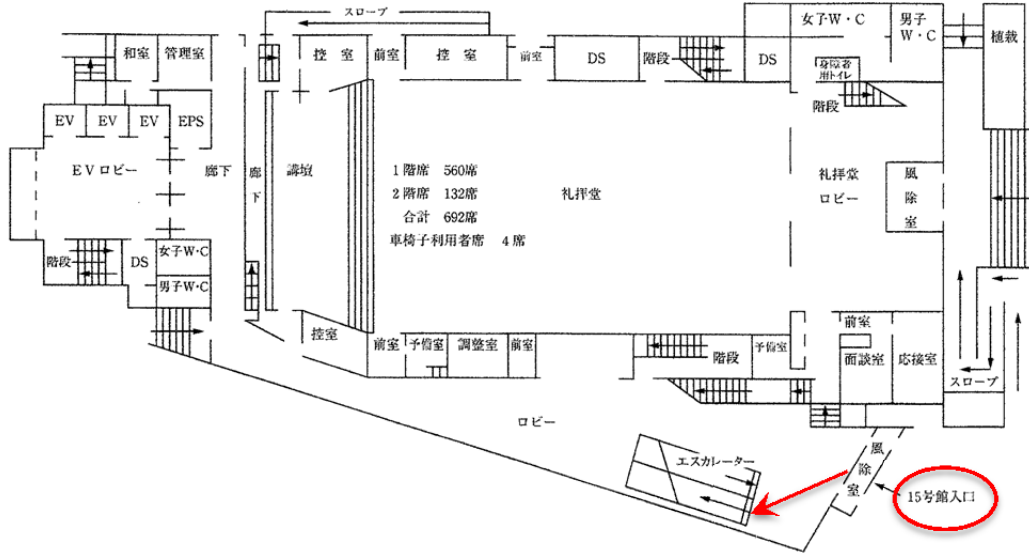 スロープ
女子W・C
男子
W・C
植載
和室
管理室
控 室
前室
控 室
前室
DS
階段
DS
身障者
用トイレ
階段
EV
EV
EV
EPS
EVロビー
廊下
廊下
講壇
1階席 560席
2階席 132席
合計 692席
車椅子利用者席 4席
礼拝堂
礼拝堂
ロビー
風除室
階段
DS
女子W・C
男子W・C
控室
前室
予備室
調整室
前室
階段
予備室
前室
面談室
応接室
スロープ
ロビー
エスカレーター
風除室
15号館入口